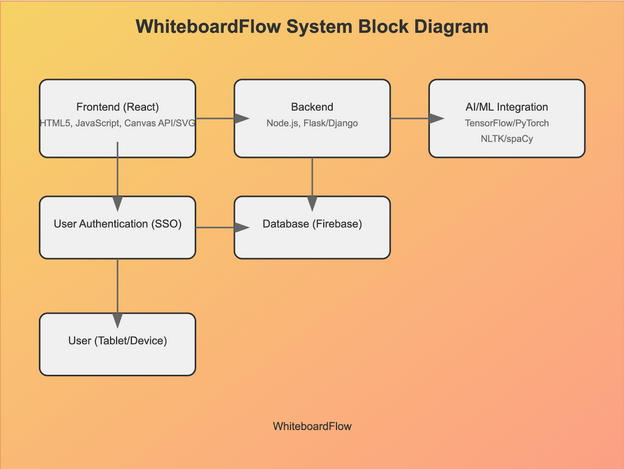 WhiteboardFlow System Block Diagram
Frontend (React)
HTML5, JavaScript, Canvas API/SVG
Backend
Node.js, Flask/Django
AI/ML Integration
TensorFlow/PyTorch
NLTK/spaCy
User Authentication (SSO)
Database (Firebase)
User (Tablet/Device)
WhiteboardFlow